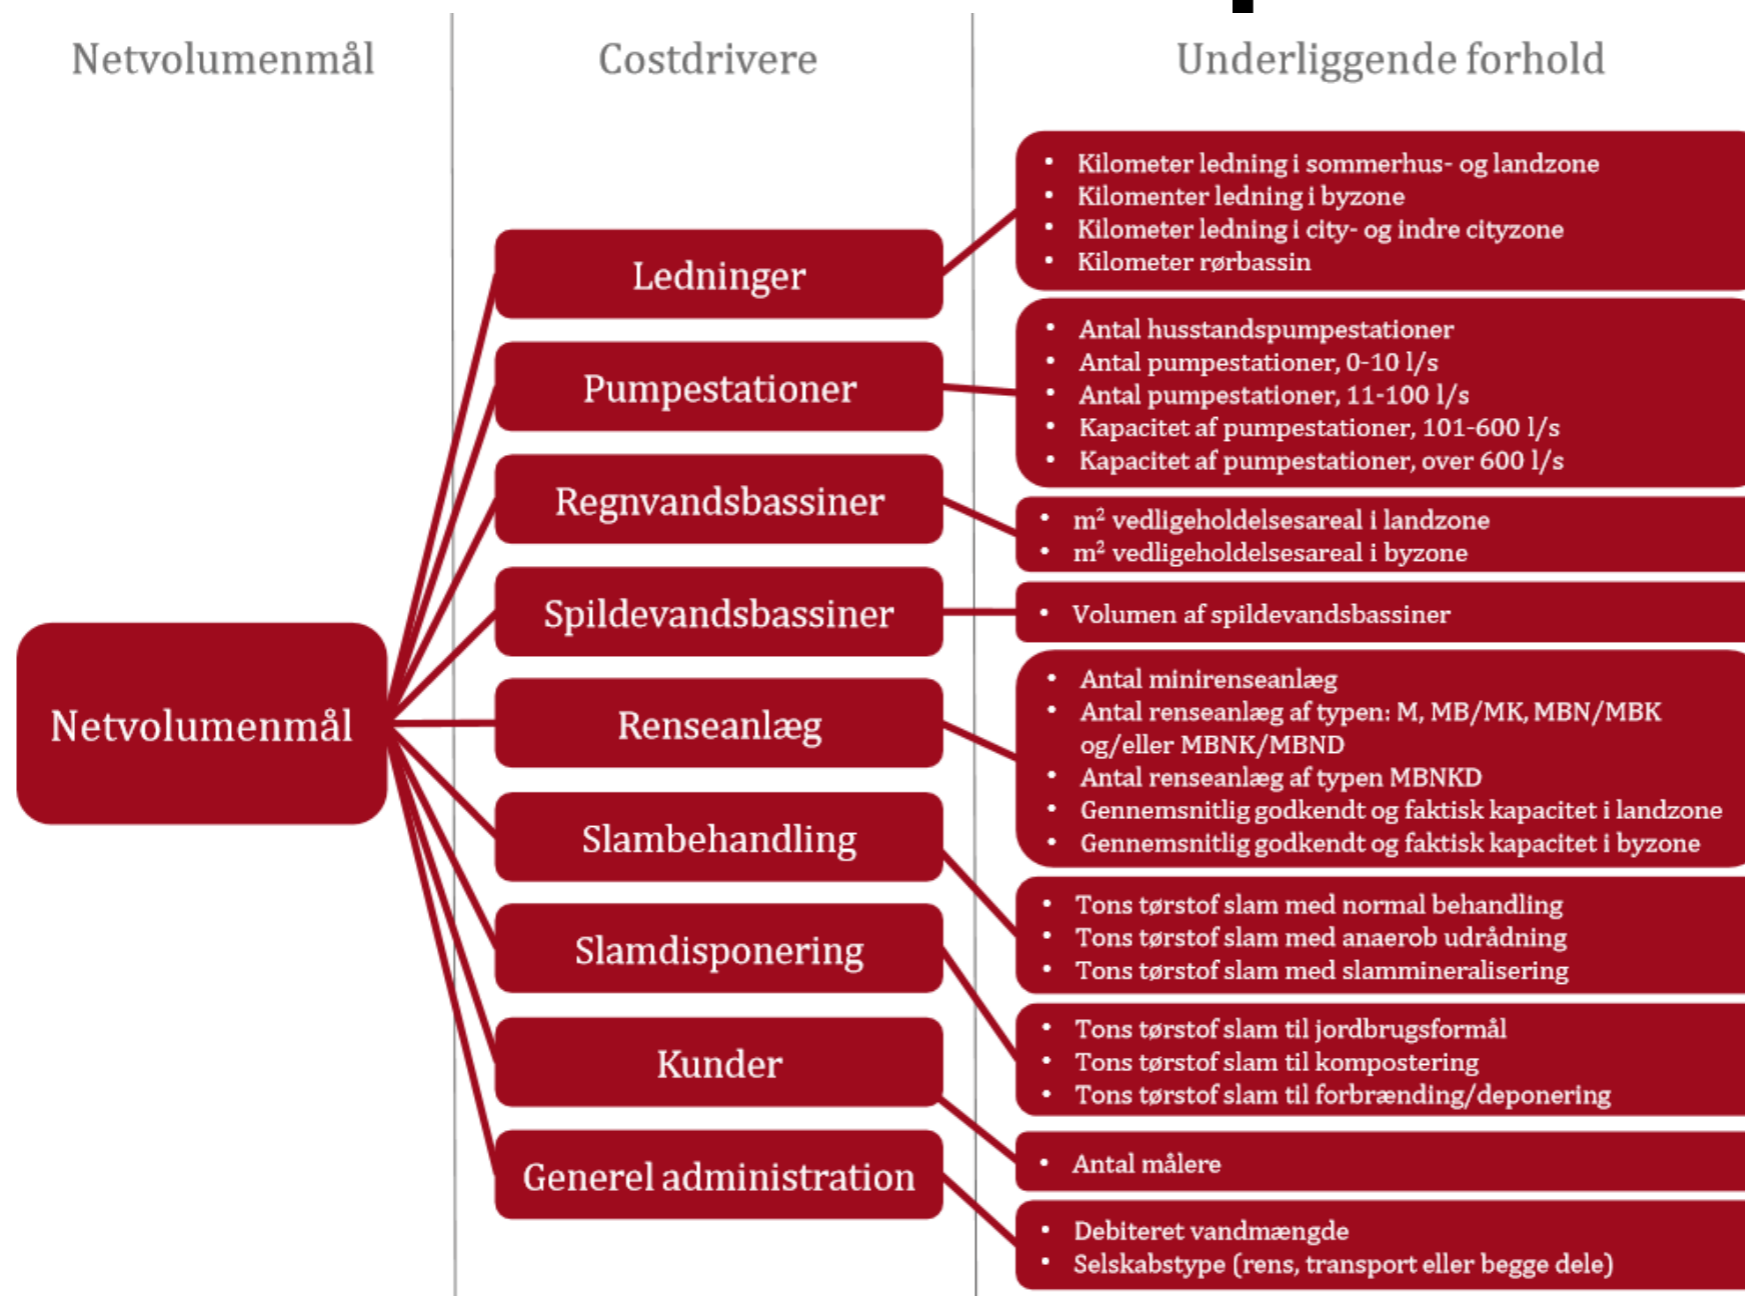 Netvolumenmål
Costdrivere
Underliggende forhold
Netvolumenmål
Ledninger
• Kilometer ledning i sommerhus- og landzone
• Kilomenter ledning i byzone
• Kilometer ledning i city- og indre cityzone
• Kilometer rørbassin
Pumpestationer
• Antal husstandspumpestationer
• Antal pumpestationer, 0-10 l/s
• Antal pumpestationer, 11-100 l/s
• Kapacitet af pumpestationer, 101-600 l/s
• Kapacitet af pumpestationer, over 600 l/s
Regnvandsbassiner
• m² vedligeholdelsesareal i landzone
• m² vedligeholdelsesareal i byzone
Spildevandsbassiner
• Volumen af spildevandsbassiner
Renseanlæg
• Antal minirenseanlæg
• Antal renseanlæg af typen: M, MB/MK, MBN/MBK
og/eller MBNK/MBND
• Antal renseanlæg af typen MBNKD
• Gennemsnitlig godkendt og faktisk kapacitet i landzone
• Gennemsnitlig godkendt og faktisk kapacitet i byzone
Slambehandling
• Tons tørstof slam med normal behandling
• Tons tørstof slam med anaerob udrådning
• Tons tørstof slam med slammineralisering
Slamdisponering
• Tons tørstof slam til jordbrugsformål
• Tons tørstof slam til kompostering
• Tons tørstof slam til forbrænding/deponering
Kunder
• Antal målere
Generel administration
• Debiteret vandmængde
• Selskabstype (rens, transport eller begge dele)